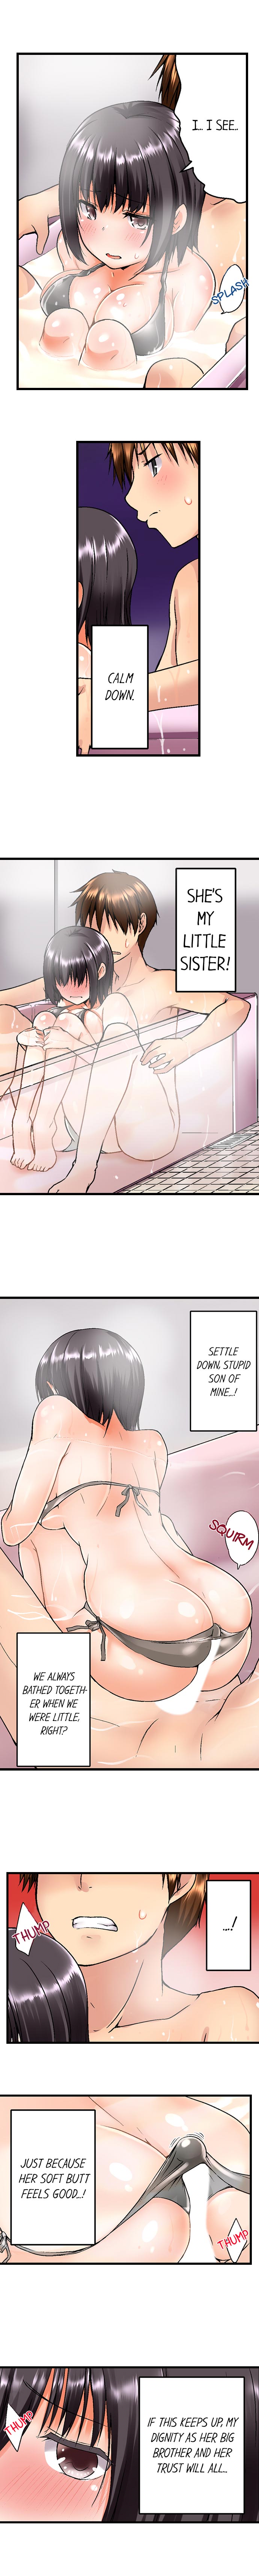 I... I SEE...
SPLASH
CALM
DOWN.
SHE'S
MY
LITTLE
SISTER!
SETTLE
DOWN, STUPID
SON OF
MINE...!
SQUIRM
WE ALWAYS
BATHED TOGETH-
ER WHEN WE
WERE LITTLE,
RIGHT?
...!
THUMP
JUST BECAUSE
HER SOFT BUTT
FEELS GOOD...!
THUMP
THUMP
IF THIS KEEPS UP, MY
DIGNITY AS HER BIG
BROTHER AND HER
TRUST WILL ALL...